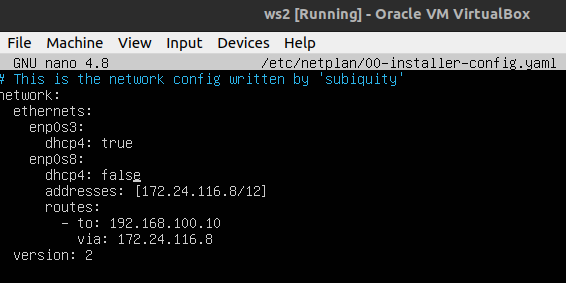 ws2 [Running] - Oracle VM VirtualBox
File Machine View Input Devices Help
GNU nano 4.8 /etc/netplan/00-installer-config.yaml
# This is the network config written by 'subiquity'
network:
  ethernets:
    enp0s3:
      dhcp4: true
    enp0s8:
      dhcp4: false
      addresses: [172.24.116.8/12]
      routes:
        - to: 192.168.100.10
          via: 172.24.116.8
  version: 2